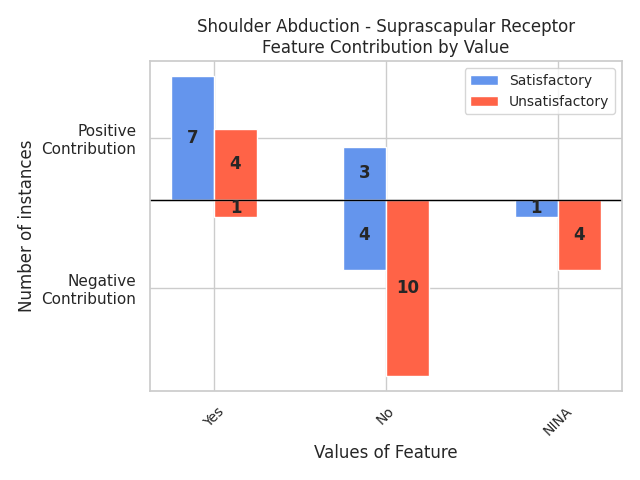 Shoulder Abduction - Suprascapular Receptor
Feature Contribution by Value
Satisfactory
Unsatisfactory
Positive
Contribution
Negative
Contribution
Number of instances
7
4
1
3
4
10
1
4
Yes
No
NINA
Values of Feature